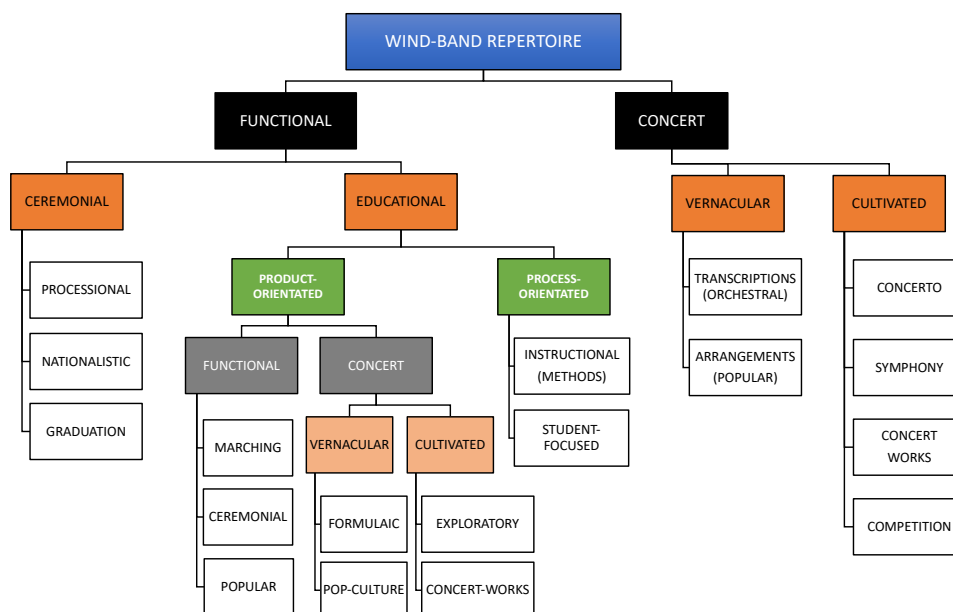 WIND-BAND REPERTOIRE
FUNCTIONAL
CONCERT
CEREMONIAL
EDUCATIONAL
VERNACULAR
CULTIVATED
PROCESSIONAL
NATIONALISTIC
GRADUATION
PRODUCT-
ORIENTATED
PROCESS-
ORIENTATED
FUNCTIONAL
CONCERT
MARCHING
CEREMONIAL
POPULAR
VERNACULAR
CULTIVATED
FORMULAIC
POP-CULTURE
EXPLORATORY
CONCERT-WORKS
INSTRUCTIONAL
(METHODS)
STUDENT-
FOCUSED
TRANSCRIPTIONS
(ORCHESTRAL)
ARRANGEMENTS
(POPULAR)
CONCERTO
SYMPHONY
CONCERT
WORKS
COMPETITION